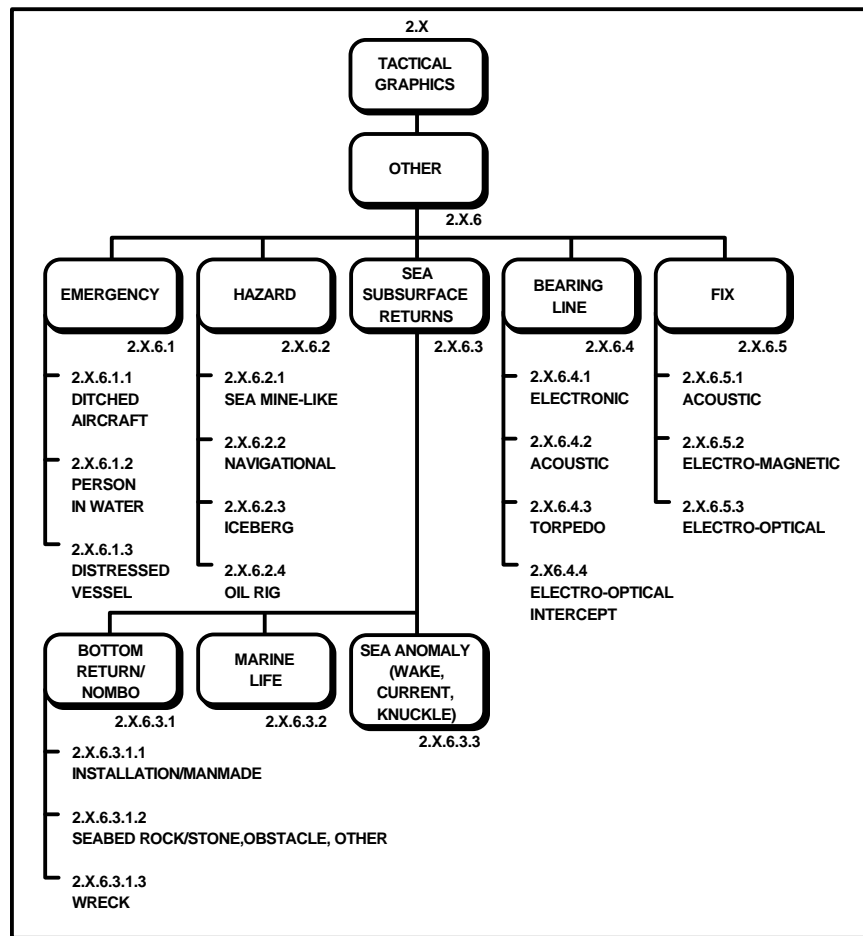 2.X
TACTICAL
GRAPHICS
OTHER
2.X.6
EMERGENCY
2.X.6.1
2.X.6.1.1
DITCHED
AIRCRAFT
2.X.6.1.2
PERSON
IN WATER
2.X.6.1.3
DISTRESSED
VESSEL
HAZARD
2.X.6.2
2.X.6.2.1
SEA MINE-LIKE
2.X.6.2.2
NAVIGATIONAL
2.X.6.2.3
ICEBERG
2.X.6.2.4
OIL RIG
SEA
SUBSURFACE
RETURNS
2.X.6.3
BEARING
LINE
2.X.6.4
2.X.6.4.1
ELECTRONIC
2.X.6.4.2
ACOUSTIC
2.X.6.4.3
TORPEDO
2.X6.4.4
ELECTRO-OPTICAL
INTERCEPT
FIX
2.X.6.5
2.X.6.5.1
ACOUSTIC
2.X.6.5.2
ELECTRO-MAGNETIC
2.X.6.5.3
ELECTRO-OPTICAL
BOTTOM
RETURN/
NOMBO
2.X.6.3.1
2.X.6.3.1.1
INSTALLATION/MANMADE
2.X.6.3.1.2
SEABED ROCK/STONE,OBSTACLE, OTHER
2.X.6.3.1.3
WRECK
MARINE
LIFE
2.X.6.3.2
SEA ANOMALY
(WAKE,
CURRENT,
KNUCKLE)
2.X.6.3.3